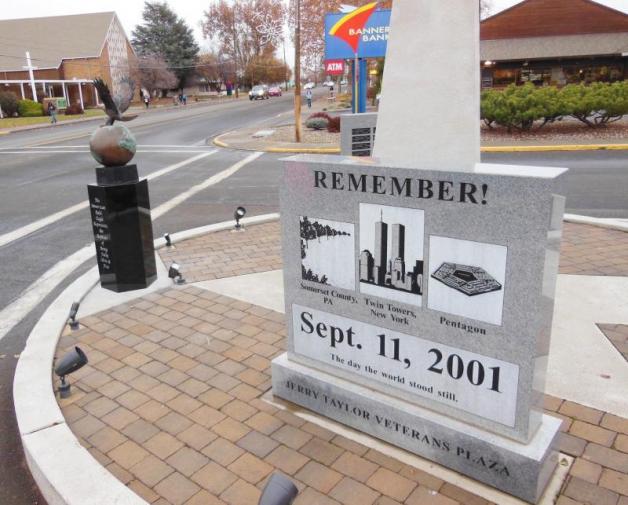 BANNER
BANK
ATM
REMEMBER!
Somerset County,
PA
Twin Towers,
New York
Pentagon
Sept. 11, 2001
The day the world stood still.
JERRY TAYLOR VETERANS PLAZA